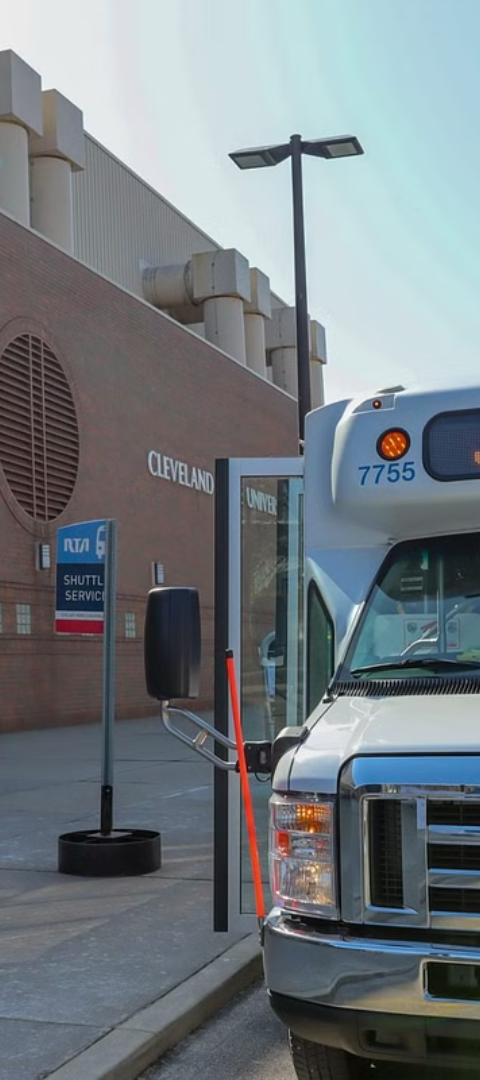 CLEVELAND
UNIVER
7755
RTA
SHUTTL
SERVIC